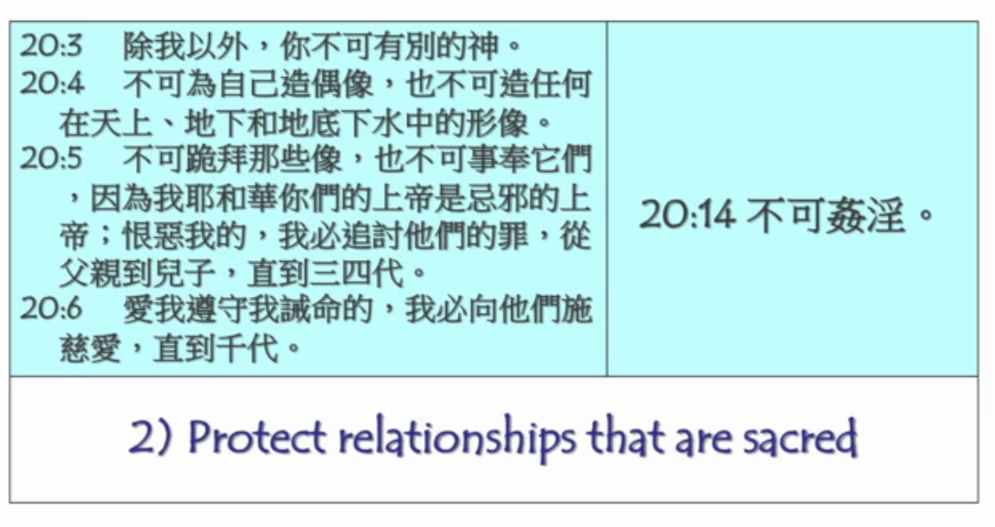 20:3 除我以外，你不可有別的神。
20:4 不可為自己造偶像，也不可造任何
在天上、地下和地底下水中的形像。
20:5 不可跪拜那些像，也不可事奉它們
，因為我耶和華你們的上帝是忌邪的上
帝；恨惡我的，我必追討他們的罪，從
父親到兒子，直到三四代。
20:6 愛我遵守我誡命的，我必向他們施
慈愛，直到千代。
20:14 不可姦淫。
2) Protect relationships that are sacred